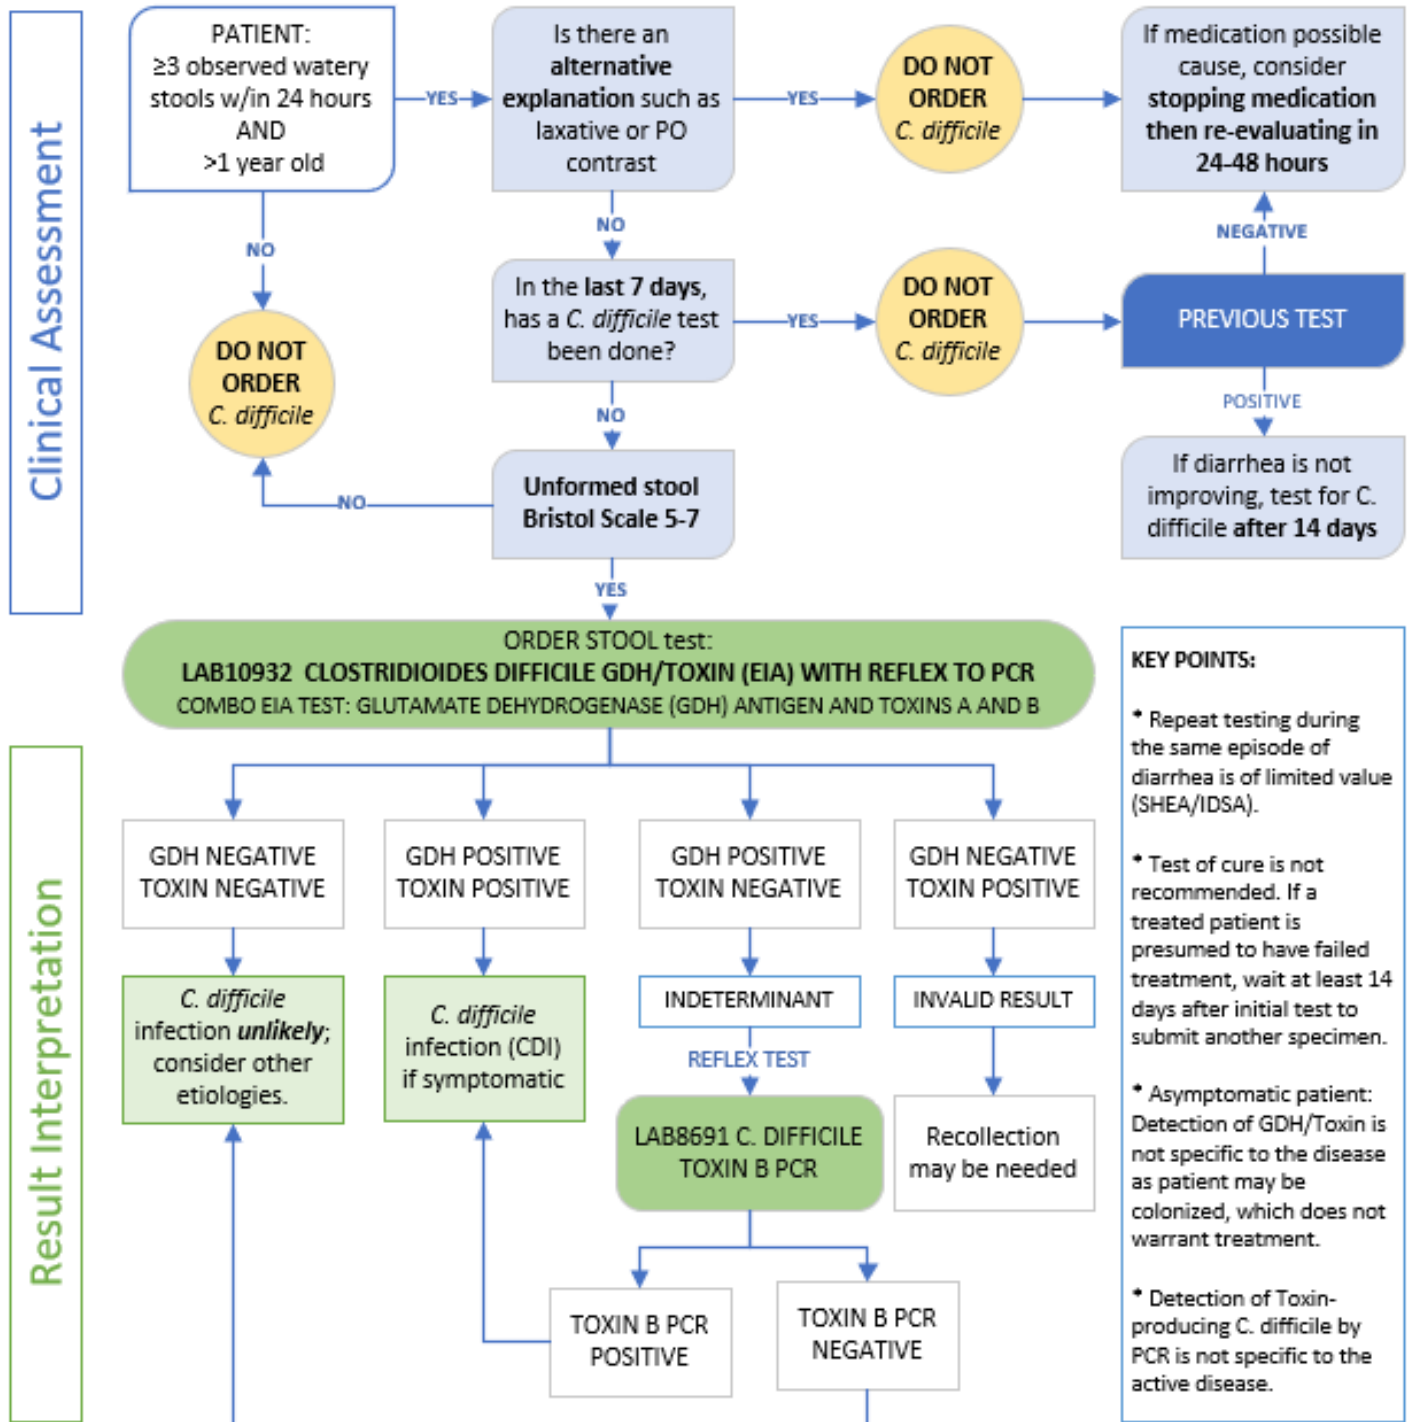 Clinical Assessment
PATIENT:
≥3 observed watery
stools w/in 24 hours
AND
>1 year old
YES
Is there an
alternative
explanation such as
laxative or PO
contrast
YES
DO NOT
ORDER
C. difficile
If medication possible
cause, consider
stopping medication
then re-evaluating in
24-48 hours
NO
DO NOT
ORDER
C. difficile
NO
In the last 7 days,
has a C. difficile test
been done?
YES
DO NOT
ORDER
C. difficile
NEGATIVE
PREVIOUS TEST
POSITIVE
If diarrhea is not
improving, test for C.
difficile after 14 days
NO
Unformed stool
Bristol Scale 5-7
NO
YES
ORDER STOOL test:
LAB10932 CLOSTRIDIOIDES DIFFICILE GDH/TOXIN (EIA) WITH REFLEX TO PCR
COMBO EIA TEST: GLUTAMATE DEHYDROGENASE (GDH) ANTIGEN AND TOXINS A AND B
Result Interpretation
GDH NEGATIVE
TOXIN NEGATIVE
GDH POSITIVE
TOXIN POSITIVE
GDH POSITIVE
TOXIN NEGATIVE
GDH NEGATIVE
TOXIN POSITIVE
C. difficile
infection unlikely;
consider other
etiologies.
C. difficile
infection (CDI)
if symptomatic
INDETERMINANT
INVALID RESULT
REFLEX TEST
LAB8691 C. DIFFICILE
TOXIN B PCR
Recollection
may be needed
TOXIN B PCR
POSITIVE
TOXIN B PCR
NEGATIVE
KEY POINTS:
* Repeat testing during
the same episode of
diarrhea is of limited value
(SHEA/IDSA).
* Test of cure is not
recommended. If a
treated patient is
presumed to have failed
treatment, wait at least 14
days after initial test to
submit another specimen.
* Asymptomatic patient:
Detection of GDH/Toxin is
not specific to the disease
as patient may be
colonized, which does not
warrant treatment.
* Detection of Toxin-
producing C. difficile by
PCR is not specific to the
active disease.